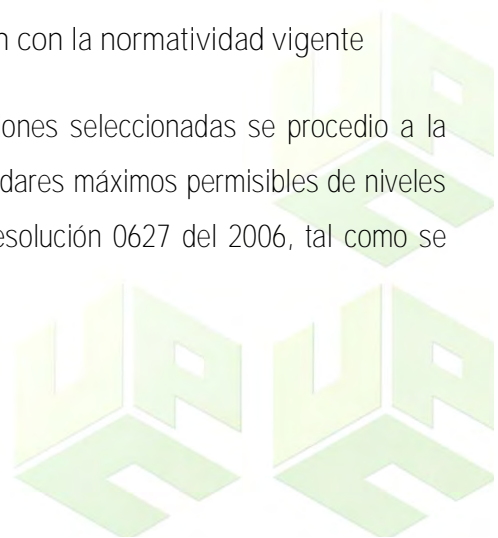 n con la normatividad vigente
iones seleccionadas se procedio a la
dares máximos permisibles de niveles
esolución 0627 del 2006, tal como se